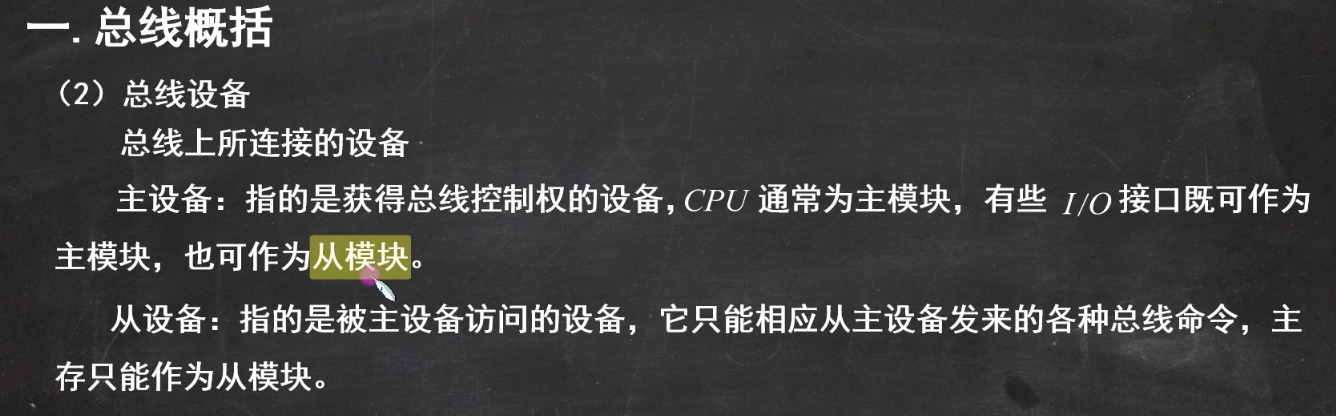 一. 总线概括
（2）总线设备
总线上所连接的设备
主设备：指的是获得总线控制权的设备，CPU 通常为主模块，有些 I/O 接口既可作为
主模块，也可作为从模块。
从设备：指的是被主设备访问的设备，它只能相应从主设备发来的各种总线命令，主
存只能作为从模块。